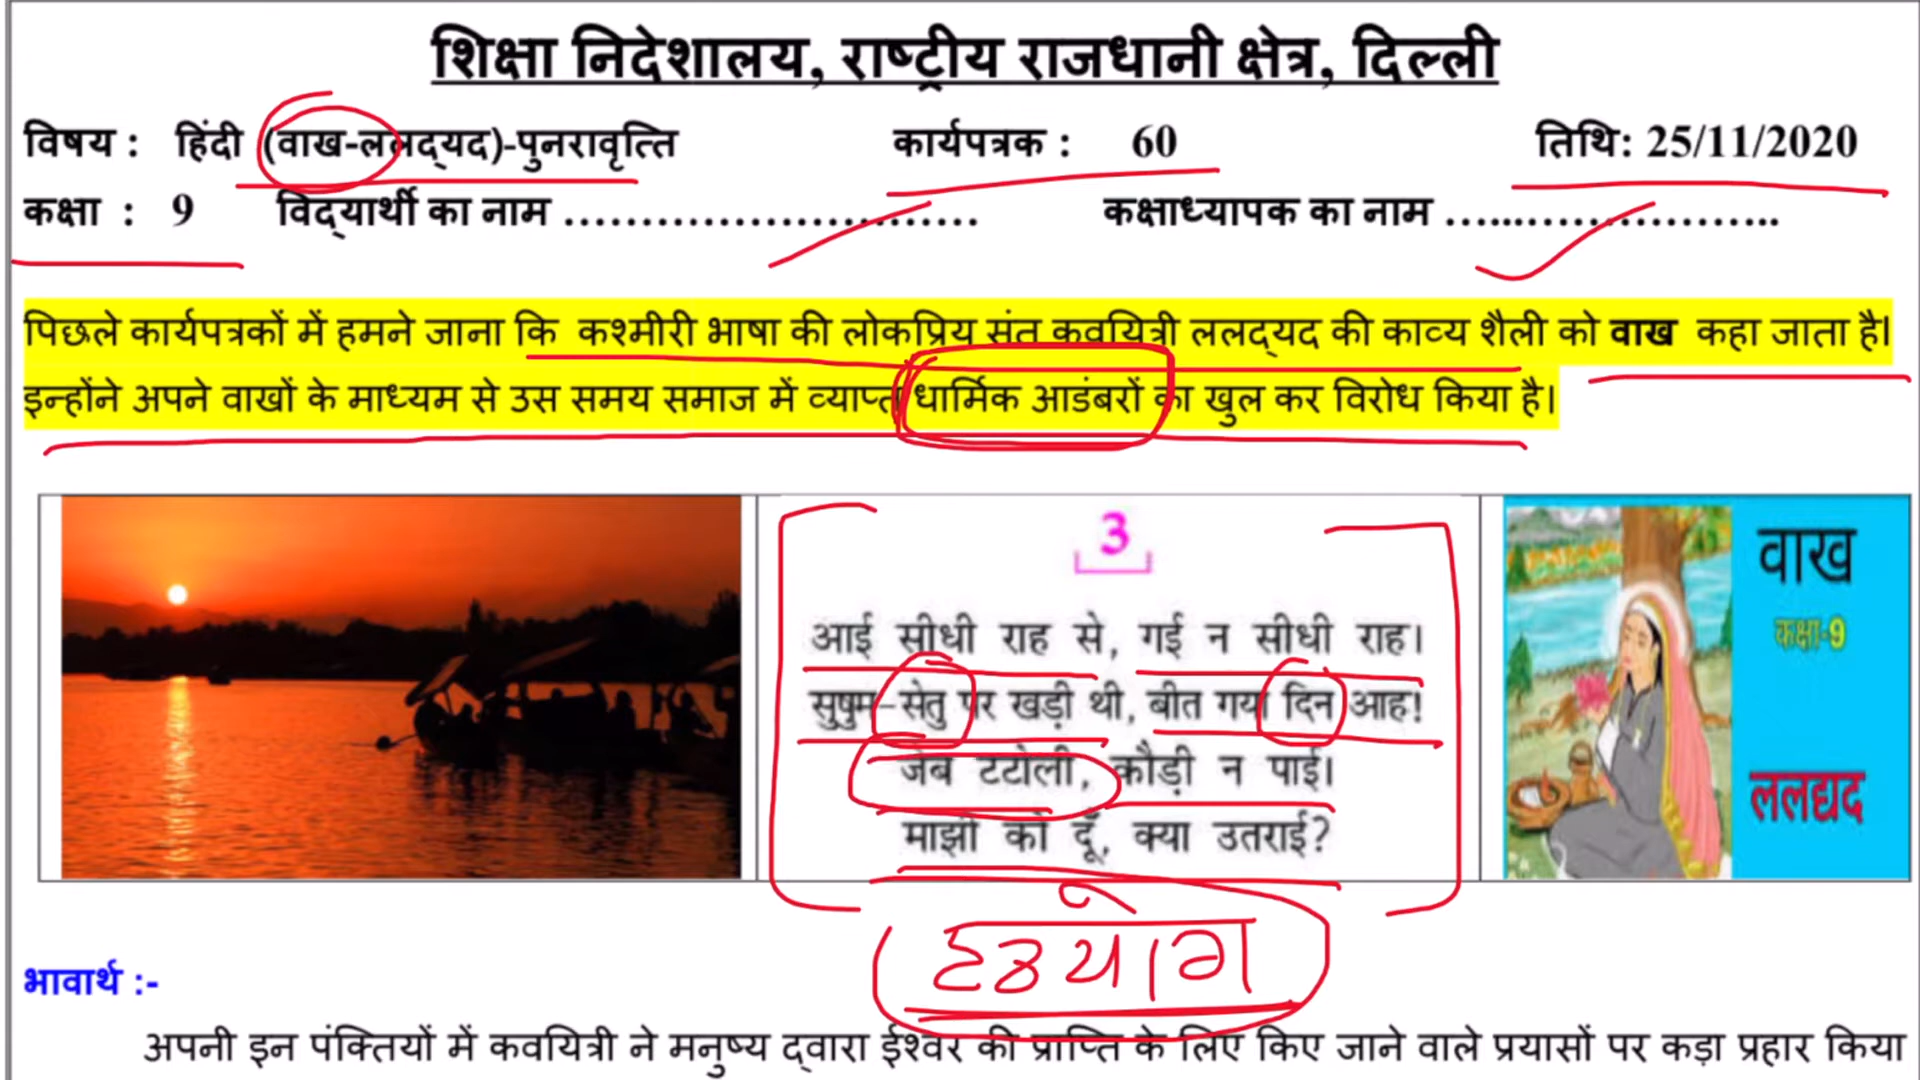 शिक्षा निदेशालय, राष्ट्रीय राजधानी क्षेत्र, दिल्ली
विषय : हिंदी (वाख-ललद्यद)-पुनरावृत्ति कार्यपत्रक : 60 तिथि: 25/11/2020
कक्षा : 9 विद्यार्थी का नाम ........................... कक्षाध्यापक का नाम ......................
पिछले कार्यपत्रकों में हमने जाना कि कश्मीरी भाषा की लोकप्रिय संत कवयित्री ललद्यद की काव्य शैली को वाख कहा जाता है।
इन्होंने अपने वाखों के माध्यम से उस समय समाज में व्याप्त धार्मिक आडंबरों का खुल कर विरोध किया है।
3
आई सीधी राह से, गई न सीधी राह।
सुषुम-सेतु पर खड़ी थी, बीत गया दिन आह!
जेब टटोली, कौड़ी न पाई।
माझी को दूँ, क्या उतराई?
वाख
कक्षा-9
ललद्यद
हठयोग
भावार्थ :-
अपनी इन पंक्तियों में कवयित्री ने मनुष्य द्वारा ईश्वर की प्राप्ति के लिए किए जाने वाले प्रयासों पर कड़ा प्रहार किया